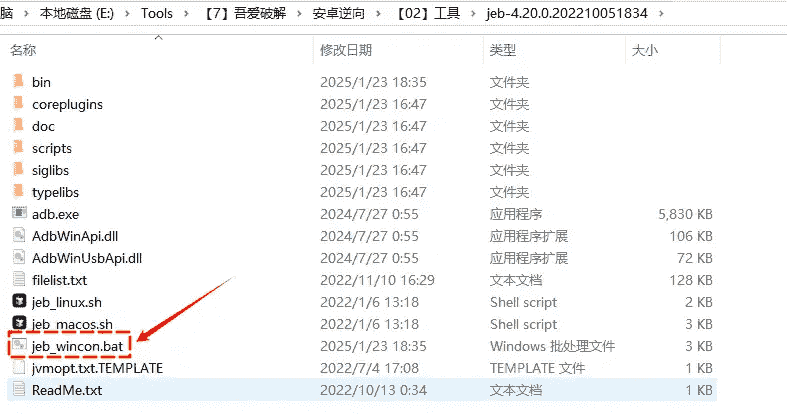 脑 › 本地磁盘 (E:) › Tools › 【7】吾爱破解 › 安卓逆向 › 【02】工具 › jeb-4.20.0.202210051834 ›
名称 修改日期 类型 大小
bin 2025/1/23 18:35 文件夹
coreplugins 2025/1/23 16:47 文件夹
doc 2025/1/23 16:47 文件夹
scripts 2025/1/23 16:47 文件夹
siglibs 2025/1/23 16:47 文件夹
typelibs 2025/1/23 16:47 文件夹
adb.exe 2024/7/27 0:55 应用程序 5,830 KB
AdbWinApi.dll 2024/7/27 0:55 应用程序扩展 106 KB
AdbWinUsbApi.dll 2024/7/27 0:55 应用程序扩展 72 KB
filelist.txt 2022/11/10 16:29 文本文档 128 KB
jeb_linux.sh 2022/1/6 13:18 Shell script 2 KB
jeb_macos.sh 2022/1/6 13:18 Shell script 3 KB
jeb_wincon.bat 2025/1/23 18:35 Windows 批处理文件 3 KB
jvmopt.txt.TEMPLATE 2022/7/4 17:08 TEMPLATE 文件 1 KB
ReadMe.txt 2022/10/13 0:34 文本文档 1 KB